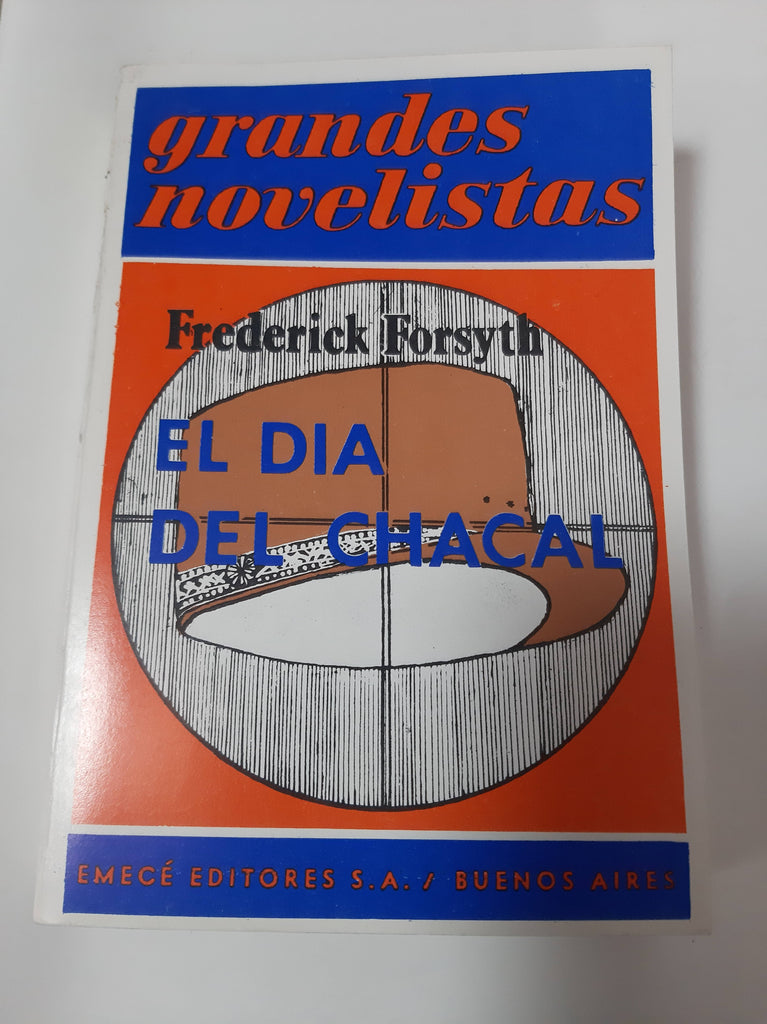 grandes
novelistas
Frederick Forsyth
EL DIA
DEL CHACAL
EMECÉ EDITORES S.A. / BUENOS AIRES